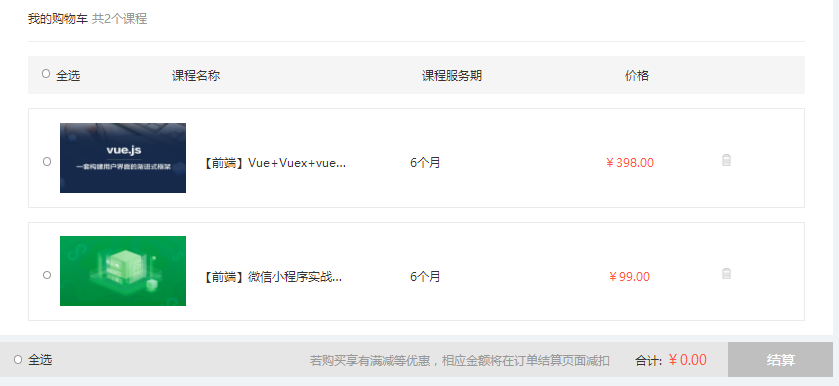 我的购物车 共2个课程
全选 课程名称 课程服务期 价格
vue.js
一套构建用户界面的渐进式框架
【前端】Vue+Vuex+vue... 6个月 ¥398.00
【前端】微信小程序实战... 6个月 ¥99.00
全选 若购买享有满减等优惠，相应金额将在订单结算页面减扣 合计: ¥0.00 结算